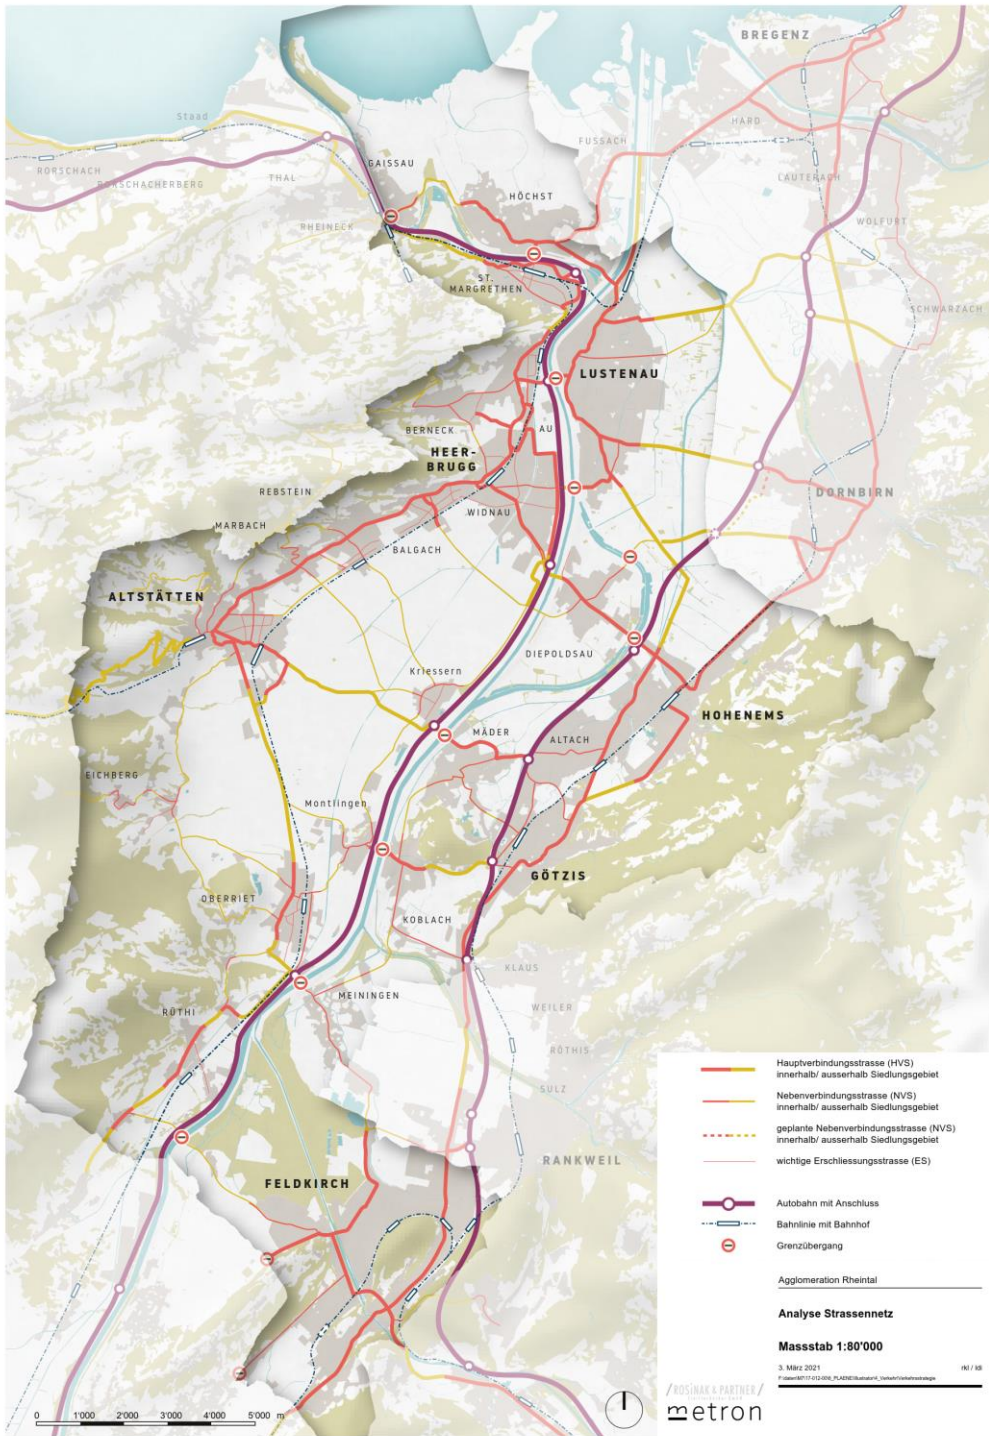 BREGENZ
HARD
FUSSACH
Staad
RORSCHACH
RORSCHACHERBERG
THAL
GAISSAU
LAUTERACH
HÖCHST
RHEINECK
WOLFURT
ST.
MARGRETHEN
SCHWARZACH
LUSTENAU
BERNECK
AU
HEER-
BRUGG
REBSTEIN
DORNBIRN
WIDNAU
MARBACH
BALGACH
ALTSTÄTTEN
DIEPOLDSAU
Kriessern
HOHENEMS
MÄDER
ALTACH
EICHBERG
Montlingen
GÖTZIS
OBERRIET
KOBLACH
KLAUS
MEININGEN
WEILER
RÜTHI
RÖTHIS
SULZ
RANKWEIL
FELDKIRCH
Hauptverbindungsstrasse (HVS)
innerhalb/ ausserhalb Siedlungsgebiet
Nebenverbindungsstrasse (NVS)
innerhalb/ ausserhalb Siedlungsgebiet
geplante Nebenverbindungsstrasse (NVS)
innerhalb/ ausserhalb Siedlungsgebiet
wichtige Erschliessungsstrasse (ES)
Autobahn mit Anschluss
Bahnlinie mit Bahnhof
Grenzübergang
Agglomeration Rheintal
Analyse Strassennetz
Massstab 1:80'000
3. März 2021
/ROSINAK & PARTNER/
metron
0 1'000 2'000 3'000 4'000 5'000 m